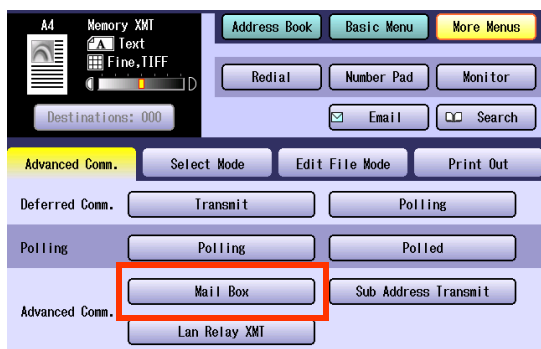 A4 Memory XMT
A Text
Fine,TIFF
D
Destinations: 000
Address Book Basic Menu More Menus
Redial Number Pad Monitor
Email Search
Advanced Comm. Select Mode Edit File Mode Print Out
Deferred Comm. Transmit Polling
Polling Polling Polled
Advanced Comm. Mail Box Sub Address Transmit
Lan Relay XMT